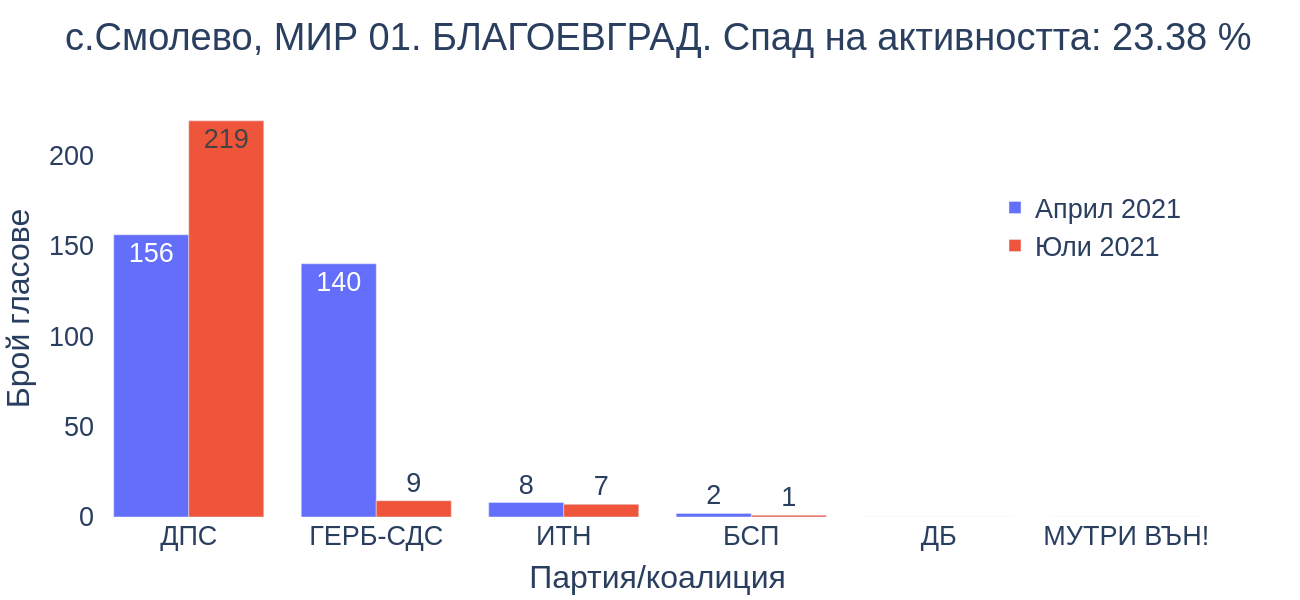 с.Смолево, МИР 01. БЛАГОЕВГРАД. Спад на активността: 23.38 %
Брой гласове
200
150
100
50
0
156
219
140
9
8
7
2
1
Април 2021
Юли 2021
ДПС
ГЕРБ-СДС
ИТН
БСП
ДБ
МУТРИ ВЪН!
Партия/коалиция